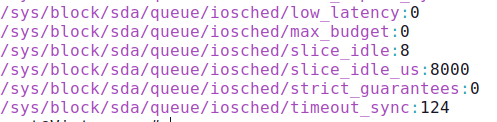 /sys/block/sda/queue/iosched/low_latency:0
/sys/block/sda/queue/iosched/max_budget:0
/sys/block/sda/queue/iosched/slice_idle:8
/sys/block/sda/queue/iosched/slice_idle_us:8000
/sys/block/sda/queue/iosched/strict_guarantees:0
/sys/block/sda/queue/iosched/timeout_sync:124